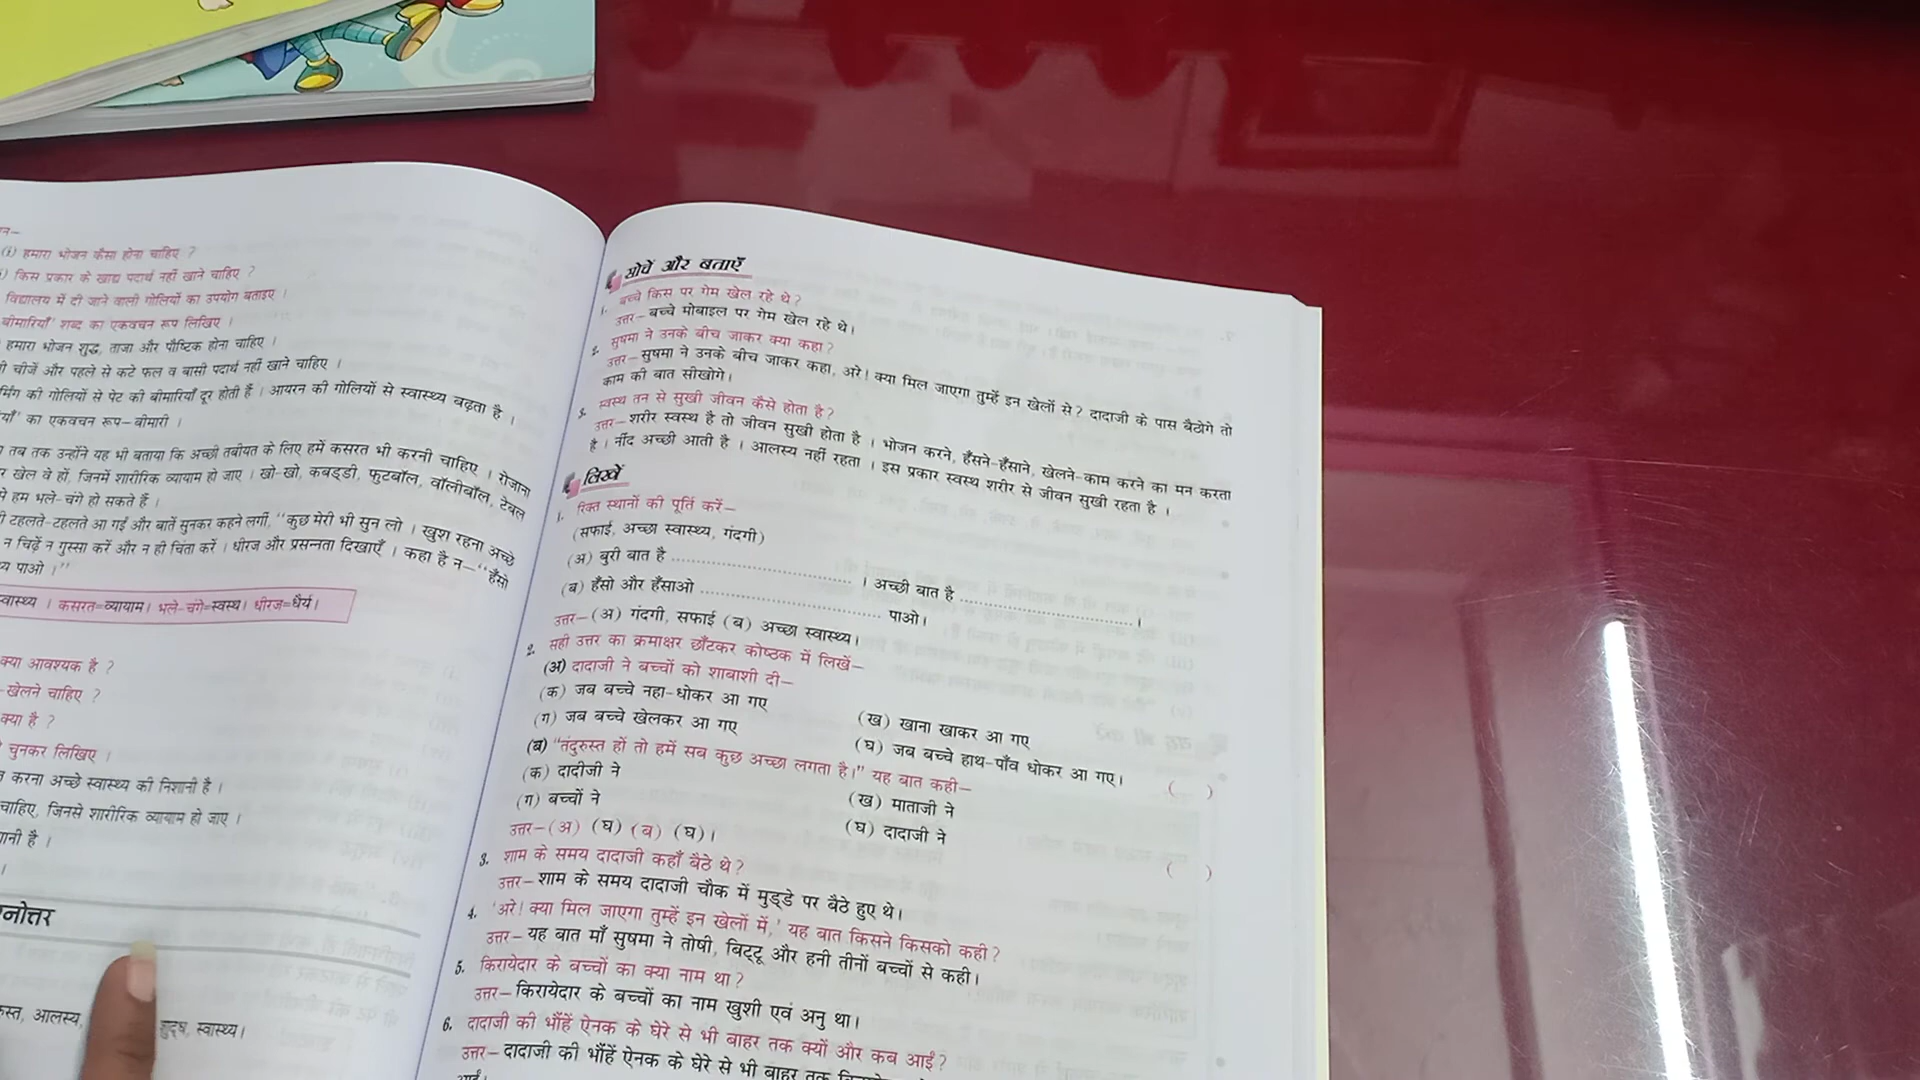 (i) हमारा भोजन कैसा होना चाहिए ?
किस प्रकार के खाद्य पदार्थ नहीं खाने चाहिए ?
विद्यालय में दी जाने वाली गोलियों का उपयोग बताइए ।
बीमारियाँ' शब्द का एकवचन रूप लिखिए ।
हमारा भोजन शुद्ध, ताजा और पौष्टिक होना चाहिए ।
चीजें और पहले से कटे फल व बासी पदार्थ नहीं खाने चाहिए ।
की गोलियों से पेट की बीमारियाँ दूर होती हैं । आयरन की गोलियों से स्वास्थ्य बढ़ता है ।
का एकवचन रूप– बीमारी ।
तब तक उन्होंने यह भी बताया कि अच्छी तबीयत के लिए हमें कसरत भी करनी चाहिए । रोजाना
खेल वे हों, जिनमें शारीरिक व्यायाम हो जाए । खो-खो, कबड्डी, फुटबॉल, वॉलीबॉल, टेबल
हम भले-चंगे हो सकते हैं ।
टहलते-टहलते आ गईं और बातें सुनकर कहने लगीं, ''कुछ मेरी भी सुन लो । खुश रहना अच्छे
न चिढ़ें न गुस्सा करें और न ही चिंता करें । धीरज और प्रसन्नता दिखाएँ । कहा है न–''हँसो
पाओ ।''
स्वास्थ्य । कसरत=व्यायाम। भले-चंगे=स्वस्थ। धीरज=धैर्य।
क्या आवश्यक है ?
खेलने चाहिए ?
क्या है ?
चुनकर लिखिए ।
करना अच्छे स्वास्थ्य की निशानी है ।
चाहिए, जिनसे शारीरिक व्यायाम हो जाए ।
है ।
आलस्य, शुद्ध, स्वास्थ्य।
सोचें और बताएँ
1. बच्चे किस पर गेम खेल रहे थे?
उत्तर– बच्चे मोबाइल पर गेम खेल रहे थे।
2. सुषमा ने उनके बीच जाकर क्या कहा?
उत्तर– सुषमा ने उनके बीच जाकर कहा, अरे! क्या मिल जाएगा तुम्हें इन खेलों से? दादाजी के पास बैठोगे तो
काम की बात सीखोगे।
3. स्वस्थ तन से सुखी जीवन कैसे होता है?
उत्तर– शरीर स्वस्थ है तो जीवन सुखी होता है । भोजन करने, हँसने-हँसाने, खेलने-काम करने का मन करता
है । नींद अच्छी आती है । आलस्य नहीं रहता । इस प्रकार स्वस्थ शरीर से जीवन सुखी रहता है ।
लिखें
1. रिक्त स्थानों की पूर्ति करें–
(सफाई, अच्छा स्वास्थ्य, गंदगी)
(अ) बुरी बात है .............................. । अच्छी बात है .............................. ।
(ब) हँसो और हँसाओ .............................. पाओ।
उत्तर– (अ) गंदगी, सफाई (ब) अच्छा स्वास्थ्य।
2. सही उत्तर का क्रमाक्षर छाँटकर कोष्ठक में लिखें–
(अ) दादाजी ने बच्चों को शाबाशी दी–
(क) जब बच्चे नहा-धोकर आ गए (ख) खाना खाकर आ गए
(ग) जब बच्चे खेलकर आ गए (घ) जब बच्चे हाथ-पाँव धोकर आ गए। ( )
(ब) ''तंदुरुस्त हों तो हमें सब कुछ अच्छा लगता है।'' यह बात कही–
(क) दादीजी ने (ख) माताजी ने
(ग) बच्चों ने (घ) दादाजी ने ( )
उत्तर– (अ) (घ) (ब) (घ)।
3. शाम के समय दादाजी कहाँ बैठे थे?
उत्तर– शाम के समय दादाजी चौक में मुड्डे पर बैठे हुए थे।
4. 'अरे! क्या मिल जाएगा तुम्हें इन खेलों में,' यह बात किसने किसको कही?
उत्तर– यह बात माँ सुषमा ने तोषी, बिट्टू और हनी तीनों बच्चों से कही।
5. किरायेदार के बच्चों का क्या नाम था?
उत्तर– किरायेदार के बच्चों का नाम खुशी एवं अनु था।
6. दादाजी की भौंहें ऐनक के घेरे से भी बाहर तक क्यों और कब आईं?
उत्तर– दादाजी की भौंहें ऐनक के घेरे से भी बाहर तक